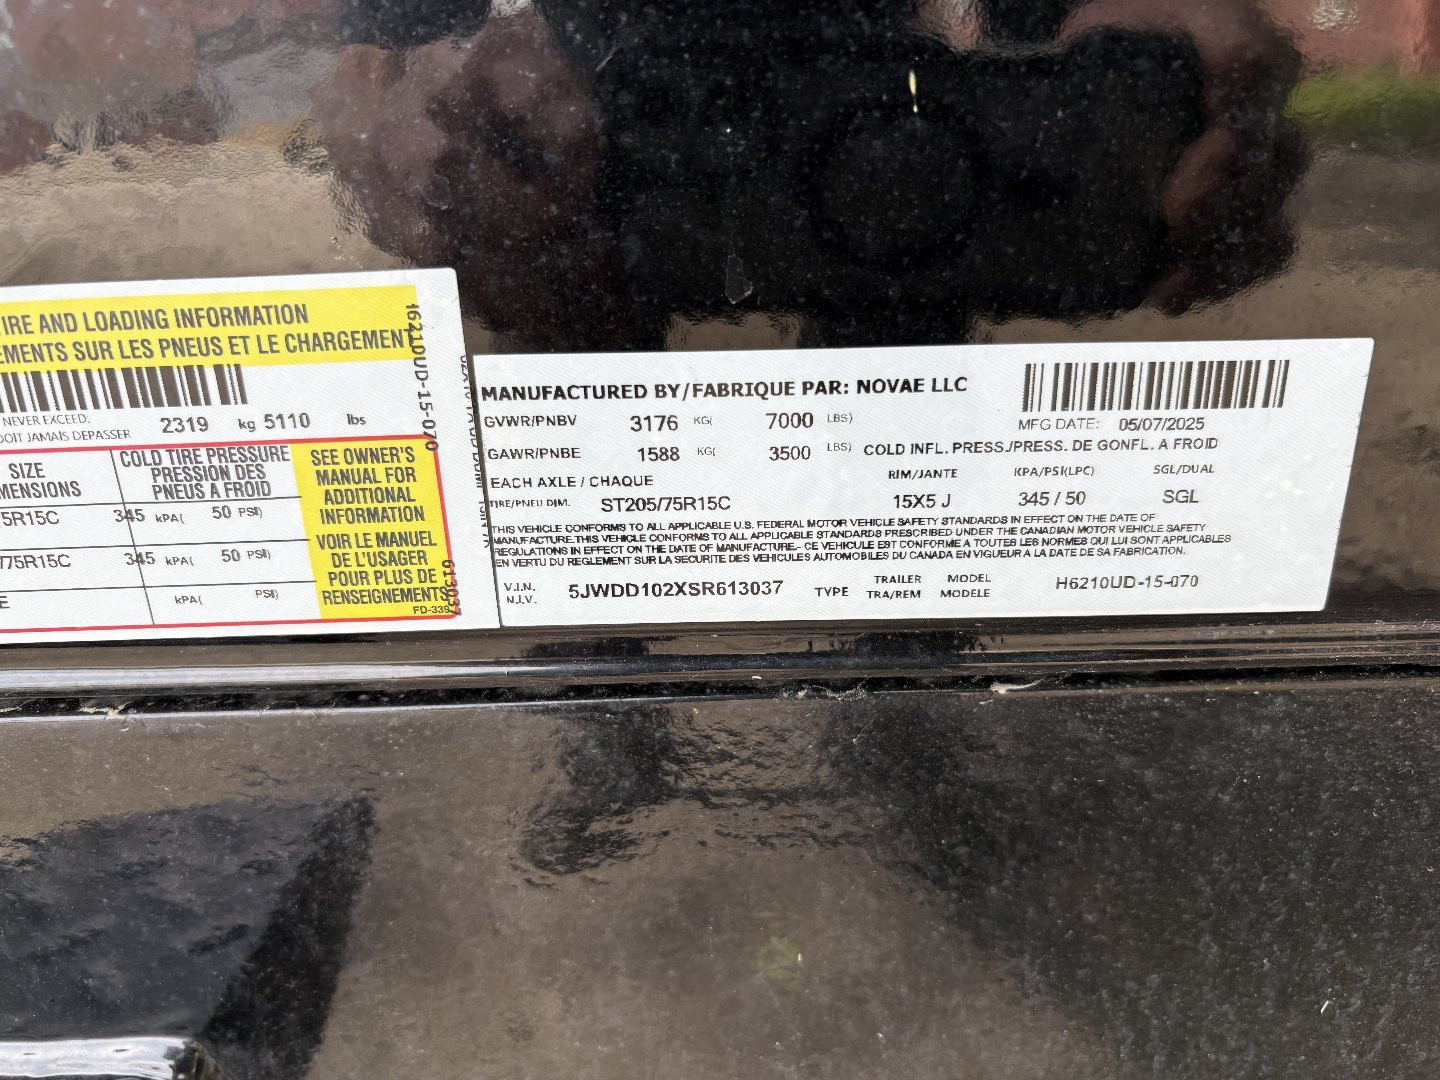 IRE AND LOADING INFORMATION
EMENTS SUR LES PNEUS ET LE CHARGEMENT
NEVER EXCEED:
DOIT JAMAIS DEPASSER 2319 kg 5110 lbs
SIZE
MENSIONS
COLD TIRE PRESSURE
PRESSION DES
PNEUS A FROID
5R15C 345 kPA( 50 PSI)
75R15C 345 kPA( 50 PSI)
E kPA( PSI)
SEE OWNER'S
MANUAL FOR
ADDITIONAL
INFORMATION
VOIR LE MANUEL
DE L'USAGER
POUR PLUS DE
RENSEIGNEMENTS
FD-339
H6210UD-15-070
613037
MANUFACTURED BY/FABRIQUE PAR: NOVAE LLC
GVWR/PNBV 3176 KG( 7000 LBS)
MFG DATE: 05/07/2025
GAWR/PNBE 1588 KG( 3500 LBS) COLD INFL. PRESS./PRESS. DE GONFL. A FROID
EACH AXLE / CHAQUE RIM/JANTE KPA/PSI(LPC) SGL/DUAL
TIRE/PNEU DIM. ST205/75R15C 15X5 J 345 / 50 SGL
THIS VEHICLE CONFORMS TO ALL APPLICABLE U.S. FEDERAL MOTOR VEHICLE SAFETY STANDARDS IN EFFECT ON THE DATE OF
MANUFACTURE.THIS VEHICLE CONFORMS TO ALL APPLICABLE STANDARDS PRESCRIBED UNDER THE CANADIAN MOTOR VEHICLE SAFETY
REGULATIONS IN EFFECT ON THE DATE OF MANUFACTURE.- CE VEHICULE EST CONFORME A TOUTES LES NORMES QUI LUI SONT APPLICABLES
EN VERTU DU REGLEMENT SUR LA SECURITE DES VEHICULES AUTOMOBILES DU CANADA EN VIGUEUR A LA DATE DE SA FABRICATION.
V.I.N.
N.I.V. 5JWDD102XSR613037 TYPE TRAILER
TRA/REM MODEL
MODELE H6210UD-15-070